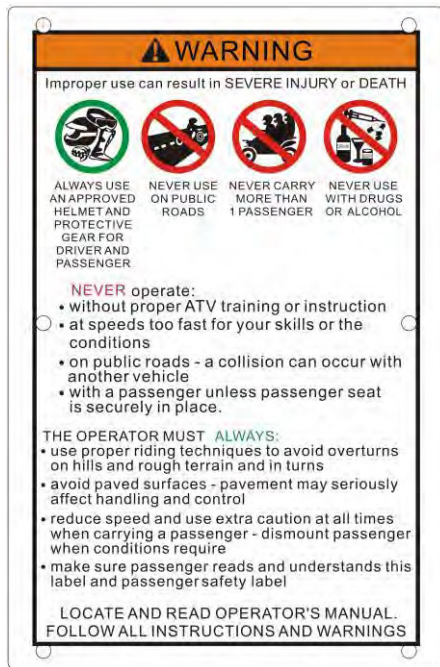 WARNING
Improper use can result in SEVERE INJURY or DEATH
ALWAYS USE
AN APPROVED
HELMET AND
PROTECTIVE
GEAR FOR
DRIVER AND
PASSENGER
NEVER USE
ON PUBLIC
ROADS
NEVER CARRY
MORE THAN
1 PASSENGER
NEVER USE
WITH DRUGS
OR ALCOHOL
NEVER operate:
• without proper ATV training or instruction
• at speeds too fast for your skills or the
conditions
• on public roads - a collision can occur with
another vehicle
• with a passenger unless passenger seat
is securely in place.
THE OPERATOR MUST ALWAYS:
• use proper riding techniques to avoid overturns
on hills and rough terrain and in turns
• avoid paved surfaces - pavement may seriously
affect handling and control
• reduce speed and use extra caution at all times
when carrying a passenger - dismount passenger
when conditions require
• make sure passenger reads and understands this
label and passenger safety label
LOCATE AND READ OPERATOR'S MANUAL.
FOLLOW ALL INSTRUCTIONS AND WARNINGS